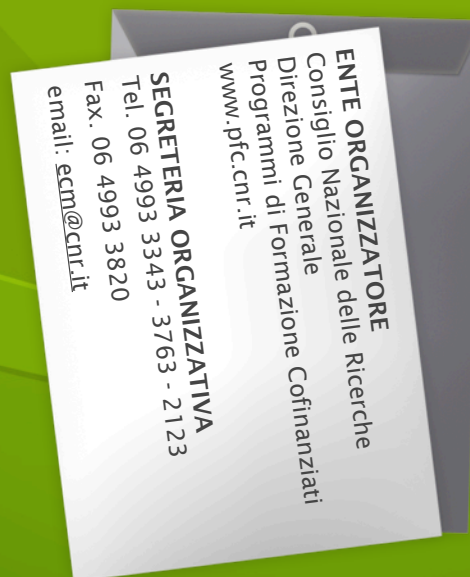 ENTE ORGANIZZATORE
Consiglio Nazionale delle Ricerche
Direzione Generale
Programmi di Formazione Cofinanziati
www.pfc.cnr.it
SEGRETERIA ORGANIZZATIVA
Tel. 06 4993 3343 - 3763 - 2123
Fax. 06 4993 3820
email: ecm@cnr.it